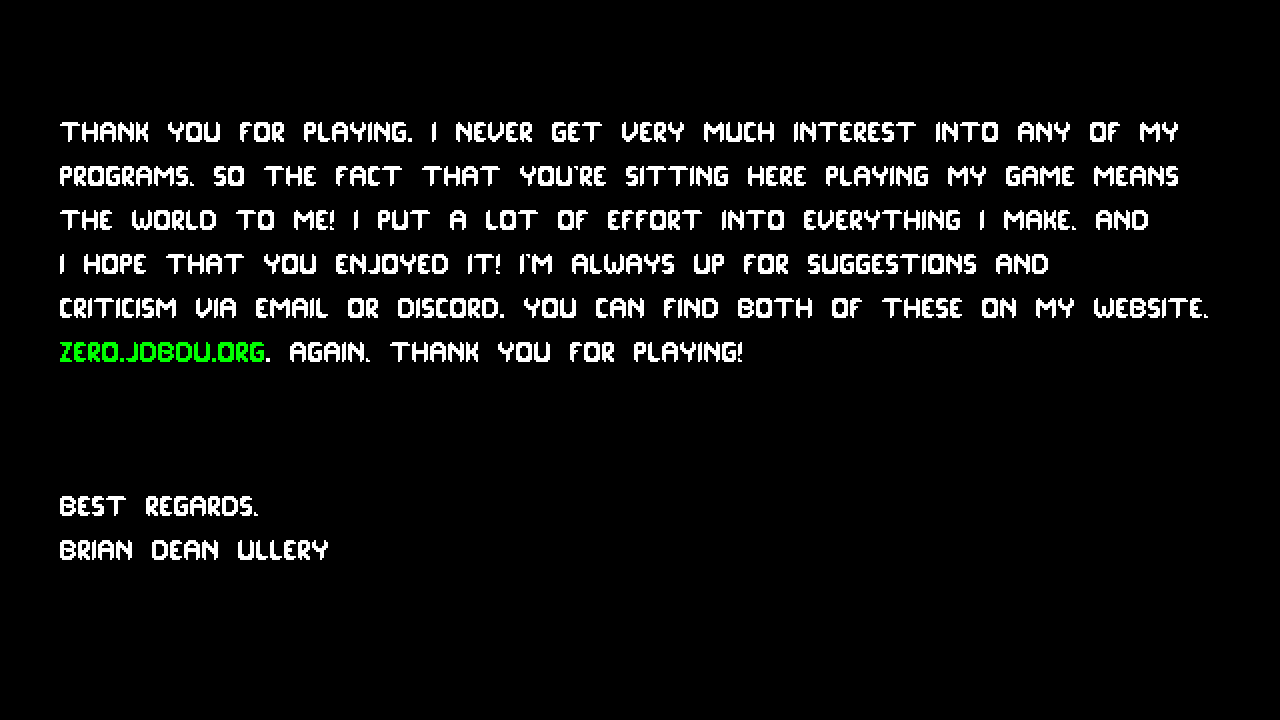 THANK YOU FOR PLAYING. I NEVER GET VERY MUCH INTEREST INTO ANY OF MY
PROGRAMS. SO THE FACT THAT YOU'RE SITTING HERE PLAYING MY GAME MEANS
THE WORLD TO ME! I PUT A LOT OF EFFORT INTO EVERYTHING I MAKE. AND
I HOPE THAT YOU ENJOYED IT! I'M ALWAYS UP FOR SUGGESTIONS AND
CRITICISM VIA EMAIL OR DISCORD. YOU CAN FIND BOTH OF THESE ON MY WEBSITE.
ZERO.JDBDU.ORG. AGAIN. THANK YOU FOR PLAYING!
BEST REGARDS.
BRIAN DEAN ULLERY